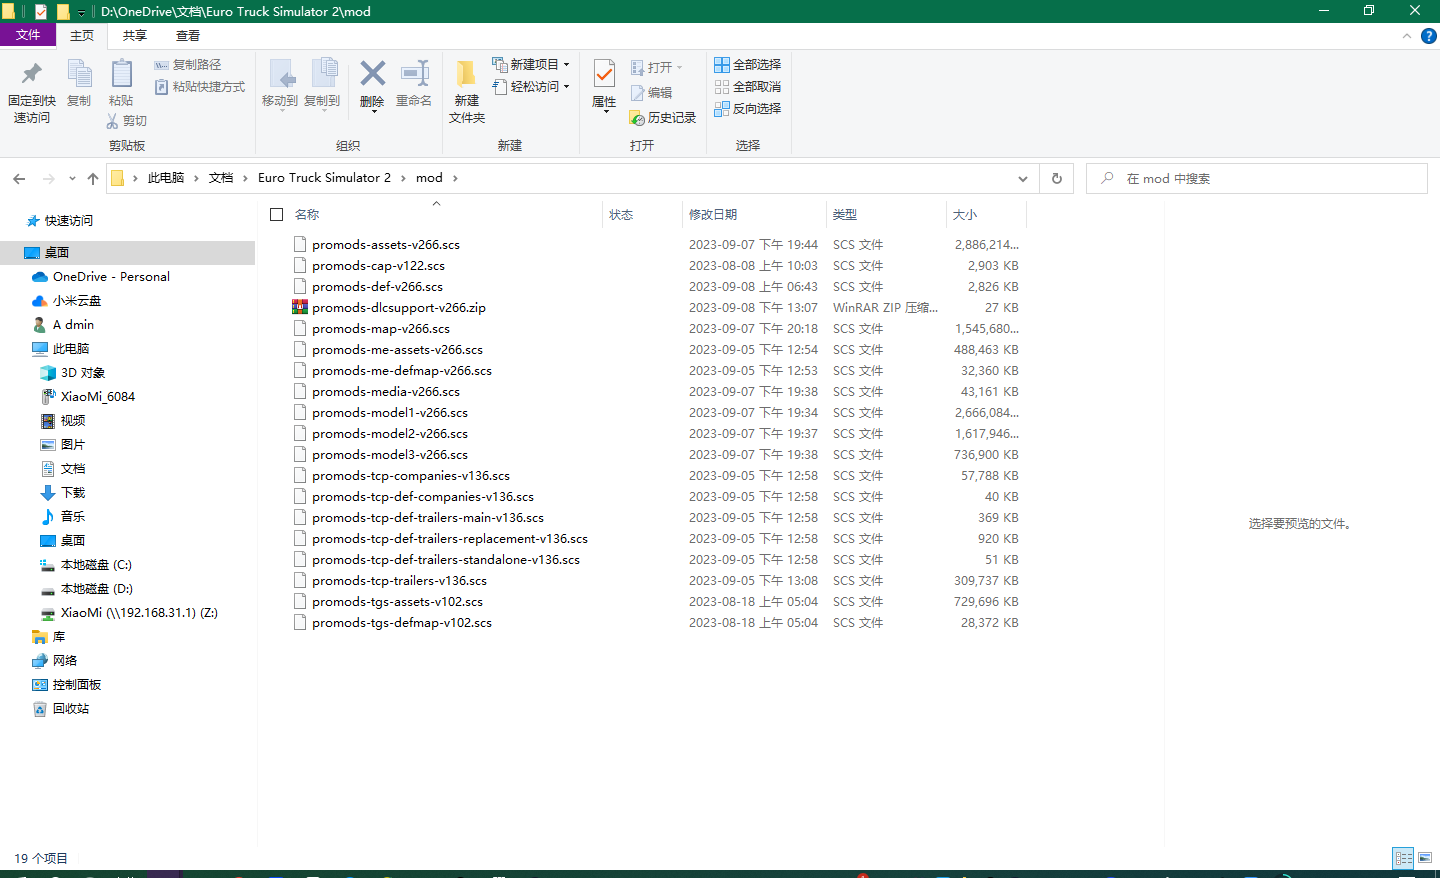 D:\OneDrive\文档\Euro Truck Simulator 2\mod
文件 主页 共享 查看
固定到快速访问
复制
粘贴
复制路径
粘贴快捷方式
剪切
剪贴板
移动到
复制到
删除
重命名
组织
新建文件夹
新建项目
轻松访问
新建
属性
打开
编辑
历史记录
打开
全部选择
全部取消
反向选择
选择
此电脑 文档 Euro Truck Simulator 2 mod
在 mod 中搜索
快速访问
桌面
OneDrive - Personal
小米云盘
A dmin
此电脑
3D 对象
XiaoMi_6084
视频
图片
文档
下载
音乐
桌面
本地磁盘 (C:)
本地磁盘 (D:)
XiaoMi (\\192.168.31.1) (Z:)
库
网络
控制面板
回收站
名称 状态 修改日期 类型 大小
promods-assets-v266.scs 2023-09-07 下午 19:44 SCS 文件 2,886,214...
promods-cap-v122.scs 2023-08-08 上午 10:03 SCS 文件 2,903 KB
promods-def-v266.scs 2023-09-08 上午 06:43 SCS 文件 2,826 KB
promods-dlcsupport-v266.zip 2023-09-08 下午 13:07 WinRAR ZIP 压缩... 27 KB
promods-map-v266.scs 2023-09-07 下午 20:18 SCS 文件 1,545,680...
promods-me-assets-v266.scs 2023-09-05 下午 12:54 SCS 文件 488,463 KB
promods-me-defmap-v266.scs 2023-09-05 下午 12:53 SCS 文件 32,360 KB
promods-media-v266.scs 2023-09-07 下午 19:38 SCS 文件 43,161 KB
promods-model1-v266.scs 2023-09-07 下午 19:34 SCS 文件 2,666,084...
promods-model2-v266.scs 2023-09-07 下午 19:37 SCS 文件 1,617,946...
promods-model3-v266.scs 2023-09-07 下午 19:38 SCS 文件 736,900 KB
promods-tcp-companies-v136.scs 2023-09-05 下午 12:58 SCS 文件 57,788 KB
promods-tcp-def-companies-v136.scs 2023-09-05 下午 12:58 SCS 文件 40 KB
promods-tcp-def-trailers-main-v136.scs 2023-09-05 下午 12:58 SCS 文件 369 KB
promods-tcp-def-trailers-replacement-v136.scs 2023-09-05 下午 12:58 SCS 文件 920 KB
promods-tcp-def-trailers-standalone-v136.scs 2023-09-05 下午 12:58 SCS 文件 51 KB
promods-tcp-trailers-v136.scs 2023-09-05 下午 13:08 SCS 文件 309,737 KB
promods-tgs-assets-v102.scs 2023-08-18 上午 05:04 SCS 文件 729,696 KB
promods-tgs-defmap-v102.scs 2023-08-18 上午 05:04 SCS 文件 28,372 KB
选择要预览的文件。
19 个项目